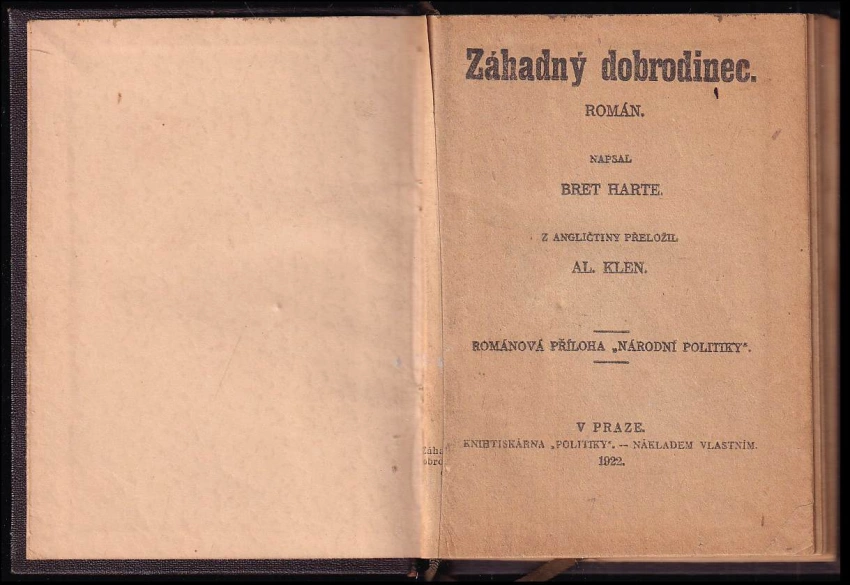 Záhadný dobrodinec.
ROMÁN.
NAPSAL
BRET HARTE.
Z ANGLIČTINY PŘELOŽIL
AL. KLEN.
ROMÁNOVÁ PŘÍLOHA „NÁRODNÍ POLITIKY“.
V PRAZE.
KNIHTISKÁRNA „POLITIKY“. — NÁKLADEM VLASTNÍM.
1922.